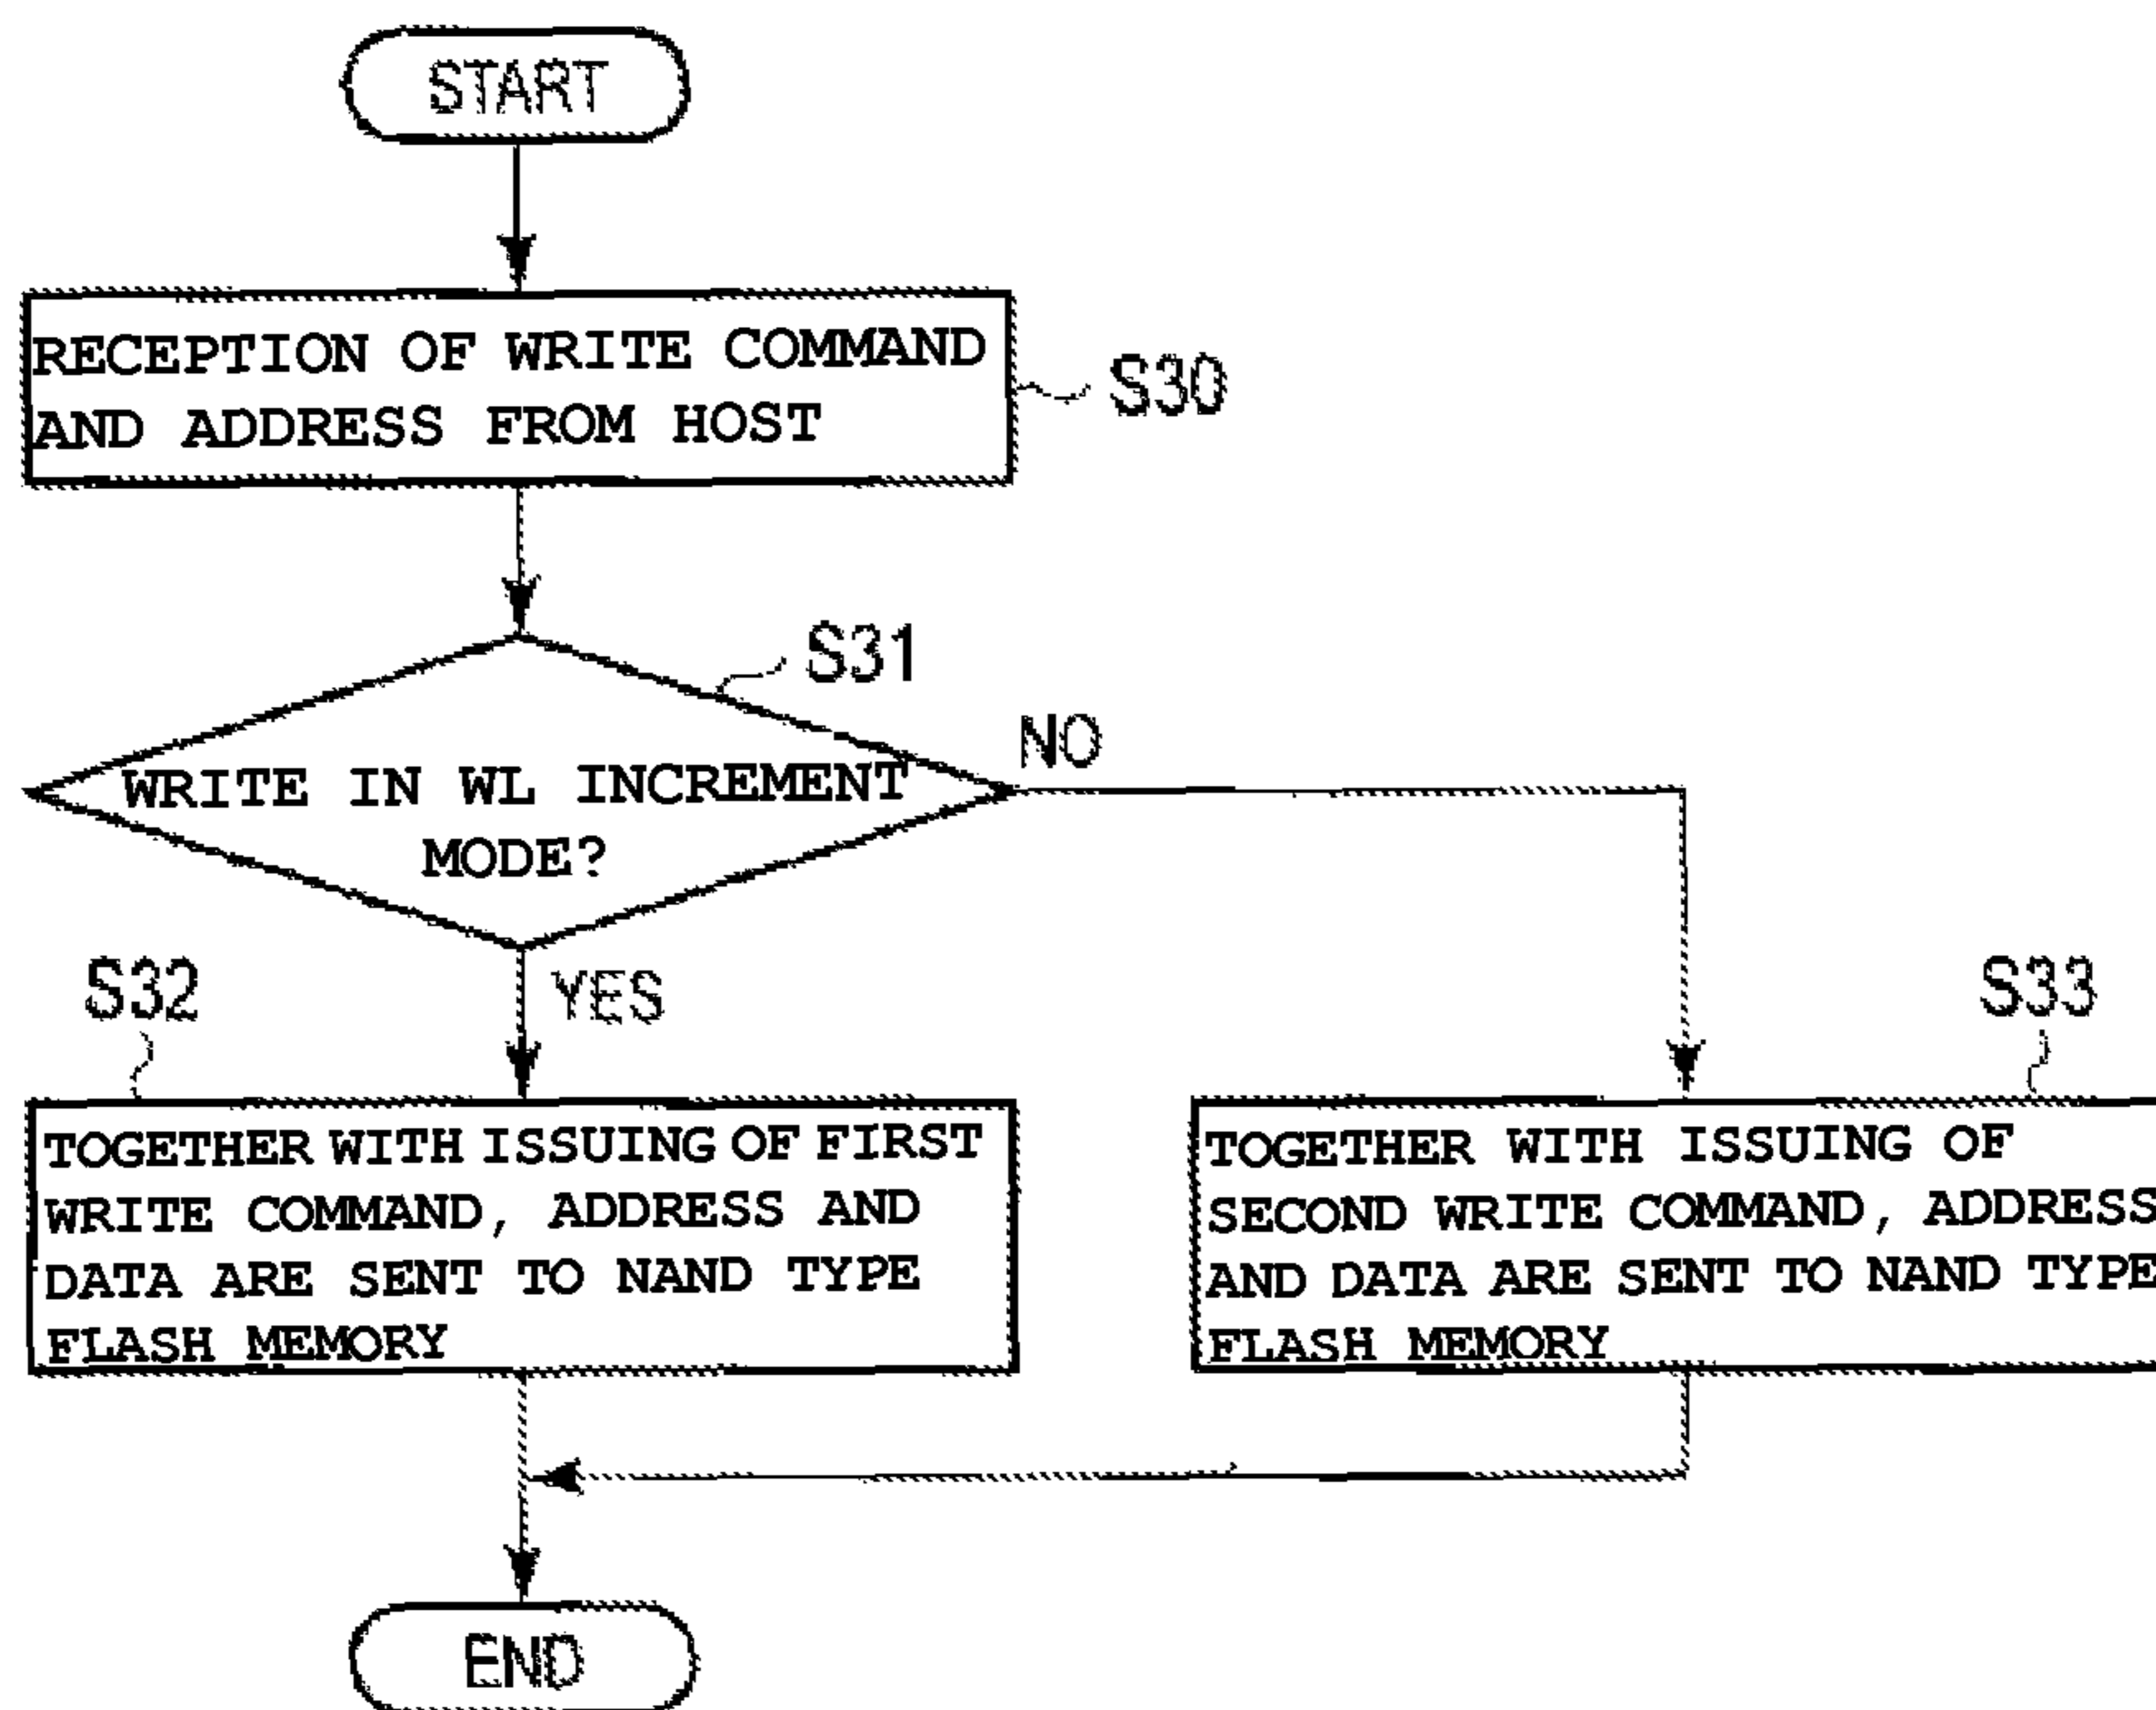 START
RECEPTION OF WRITE COMMAND
AND ADDRESS FROM HOST
S30
S31
WRITE IN WL INCREMENT
MODE?
NO
YES
S32
TOGETHER WITH ISSUING OF FIRST
WRITE COMMAND, ADDRESS AND
DATA ARE SENT TO NAND TYPE
FLASH MEMORY
S33
TOGETHER WITH ISSUING OF
SECOND WRITE COMMAND, ADDRESS
AND DATA ARE SENT TO NAND TYPE
FLASH MEMORY
END